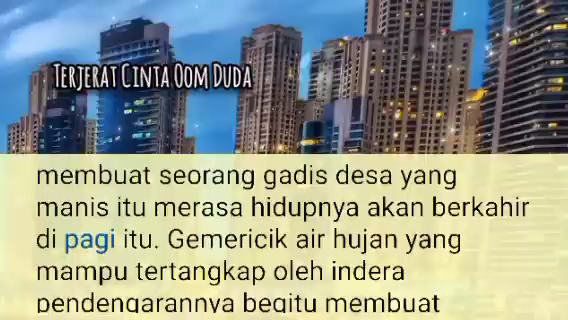 TERJERAT CINTA OOM DUDA
membuat seorang gadis desa yang
manis itu merasa hidupnya akan berkahir
di pagi itu. Gemericik air hujan yang
mampu tertangkap oleh indera
pendengarannya begitu membuat